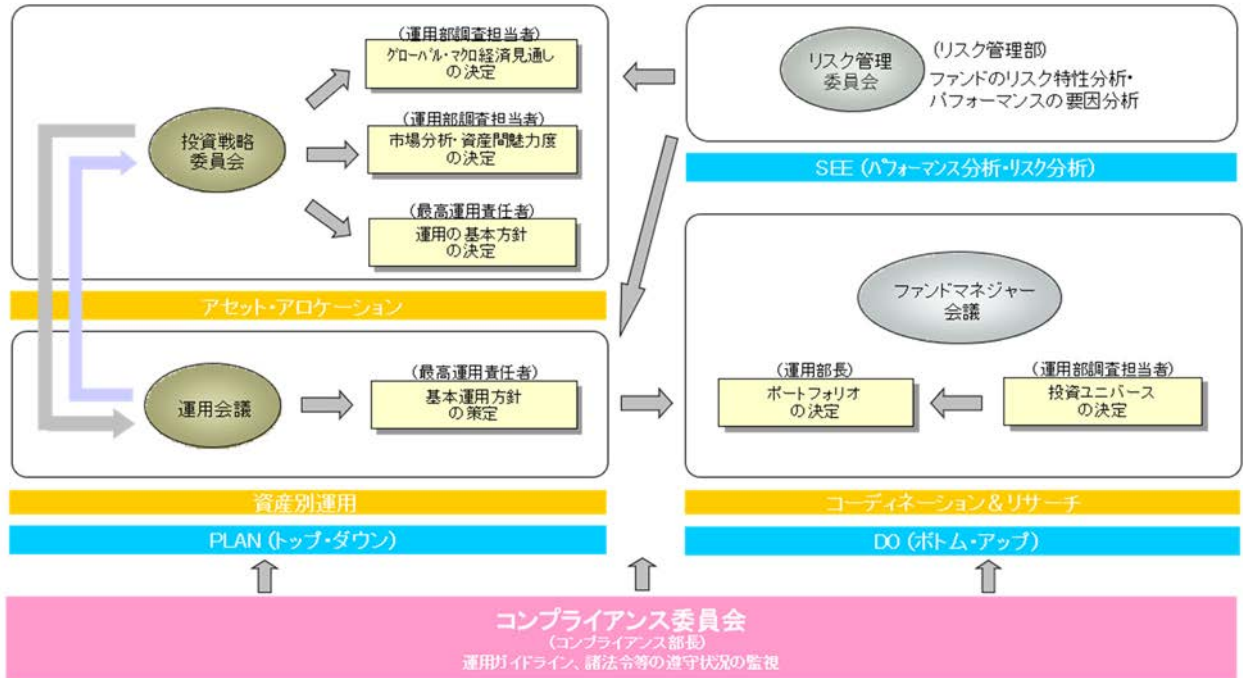 (運用部調査担当者)
グローバル・マクロ経済見通し
の決定
投資戦略
委員会
(運用部調査担当者)
市場分析・資産間魅力度
の決定
(最高運用責任者)
運用の基本方針
の決定
アセット・アロケーション
運用会議
(最高運用責任者)
基本運用方針
の策定
資産別運用
PLAN (トップ・ダウン)
リスク管理
委員会
(リスク管理部)
ファンドのリスク特性分析・
パフォーマンスの要因分析
SEE (パフォーマンス分析・リスク分析)
ファンドマネジャー
会議
(運用部長)
ポートフォリオ
の決定
(運用部調査担当者)
投資ユニバース
の決定
コーディネーション&リサーチ
DO (ボトム・アップ)
コンプライアンス委員会
(コンプライアンス部長)
運用ガイドライン、諸法令等の遵守状況の監視